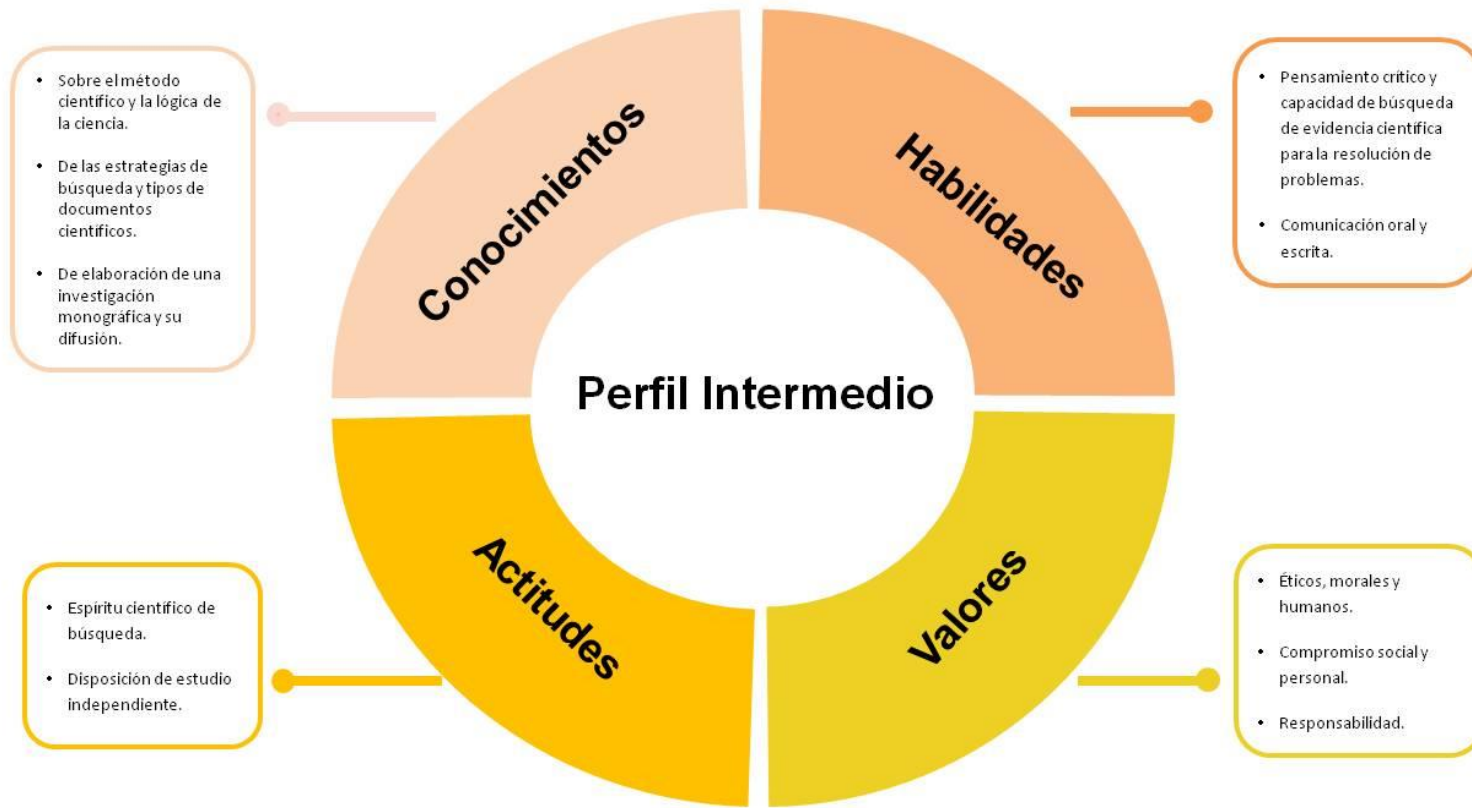 • Sobre el método
científico y la lógica de
la ciencia.
• De las estrategias de
búsqueda y tipos de
documentos
científicos.
• De elaboración de una
investigación
monográfica y su
difusión.
Conocimientos
Habilidades
• Pensamiento crítico y
capacidad de búsqueda
de evidencia científica
para la resolución de
problemas.
• Comunicación oral y
escrita.
Perfil Intermedio
• Espíritu científico de
búsqueda.
• Disposición de estudio
independiente.
Actitudes
Valores
• Éticos, morales y
humanos.
• Compromiso social y
personal.
• Responsabilidad.